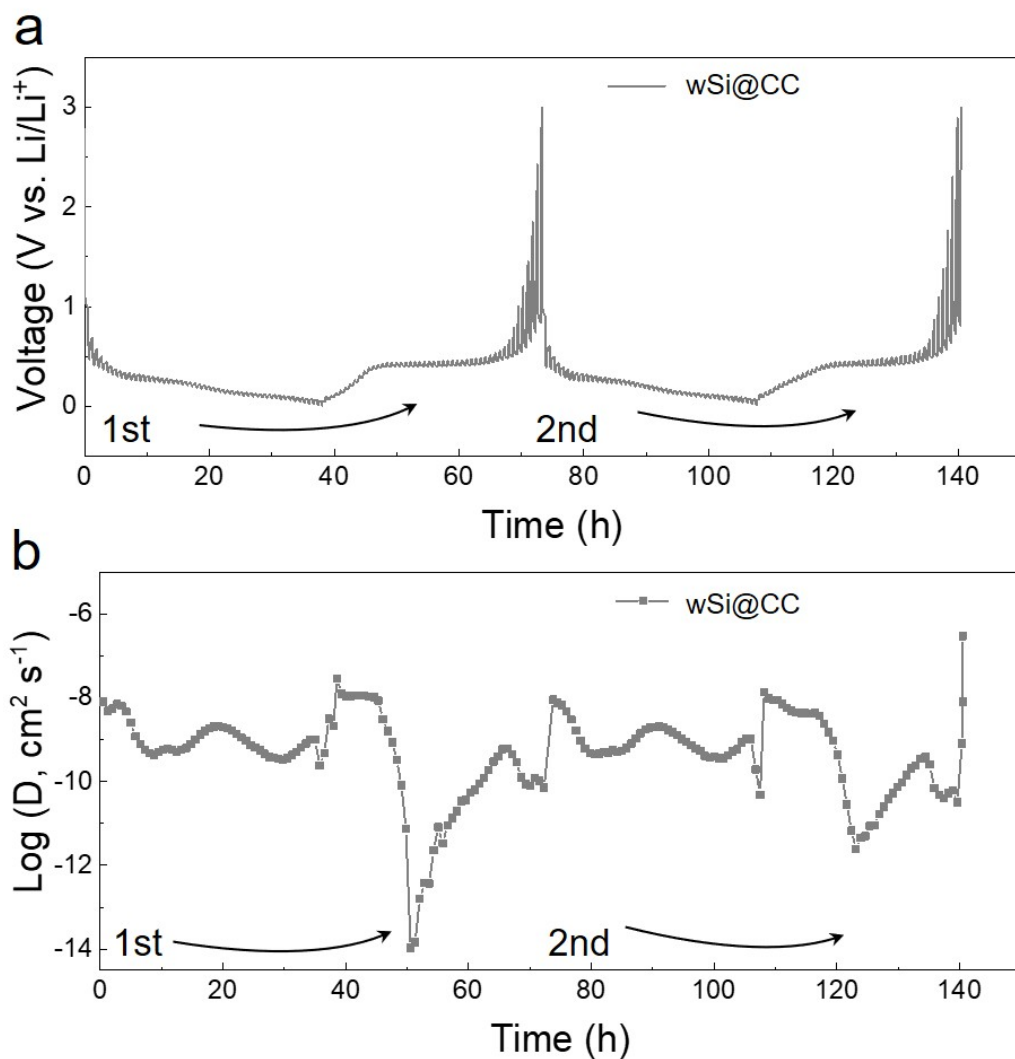 a
wSi@CC
Voltage (V vs. Li/Li⁺)
3
2
1
0
1st
2nd
0 20 40 60 80 100 120 140
Time (h)
b
wSi@CC
Log (D, cm² s⁻¹)
-6
-8
-10
-12
-14
1st
2nd
0 20 40 60 80 100 120 140
Time (h)